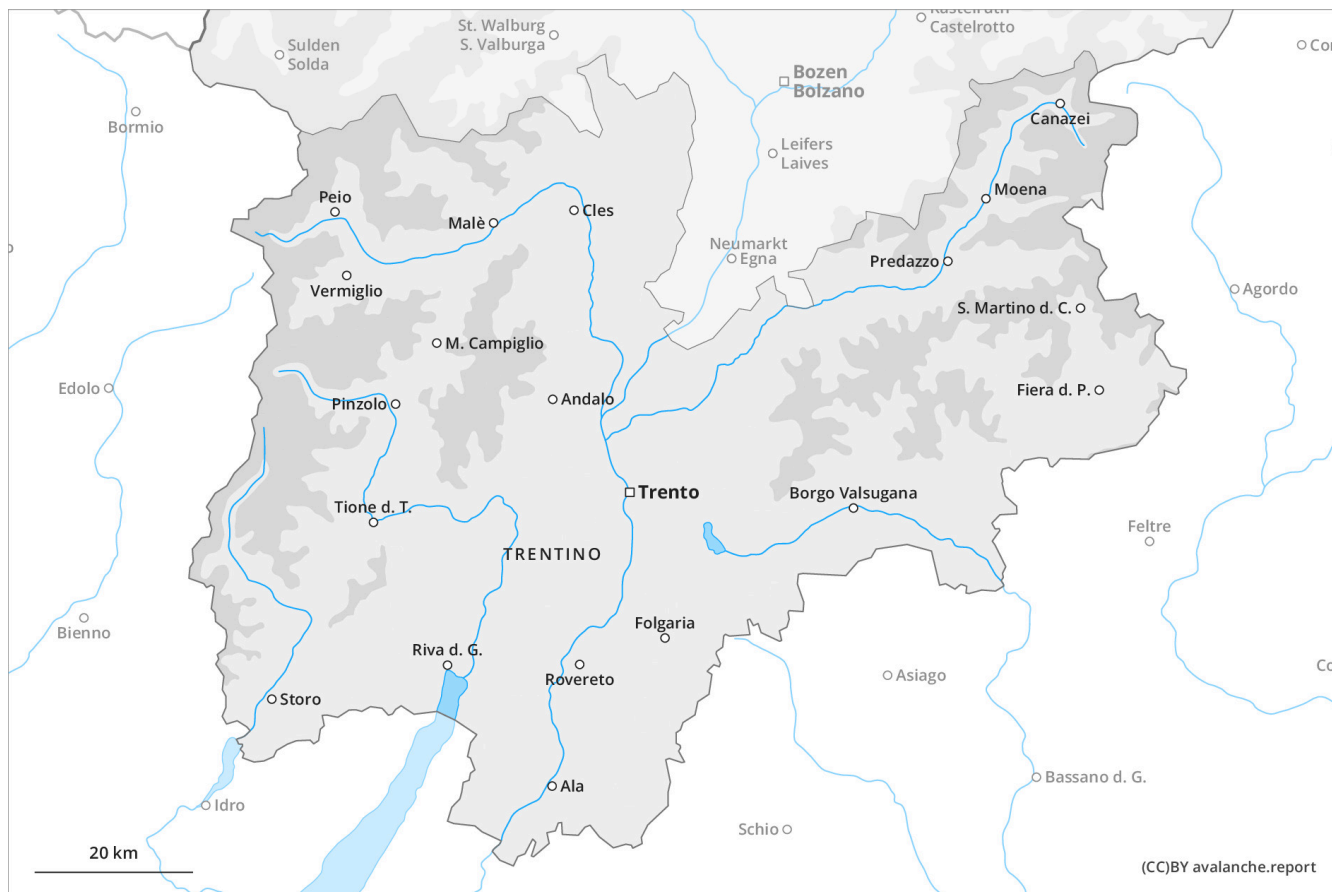 Kastelruth
Castelrotto
St. Walburg
S. Valburga
Sulden
Solda
Bozen
Bolzano
Bormio
Canazei
Leifers
Laives
Moena
Peio
Malè
Cles
Neumarkt
Egna
Predazzo
Vermiglio
Agordo
S. Martino d. C.
M. Campiglio
Edolo
Fiera d. P.
Pinzolo
Andalo
Trento
Borgo Valsugana
Tione d. T.
Feltre
TRENTINO
Bienno
Folgaria
Riva d. G.
Rovereto
Asiago
Storo
Bassano d. G.
Ala
Idro
Schio
20 km
(CC)BY avalanche.report